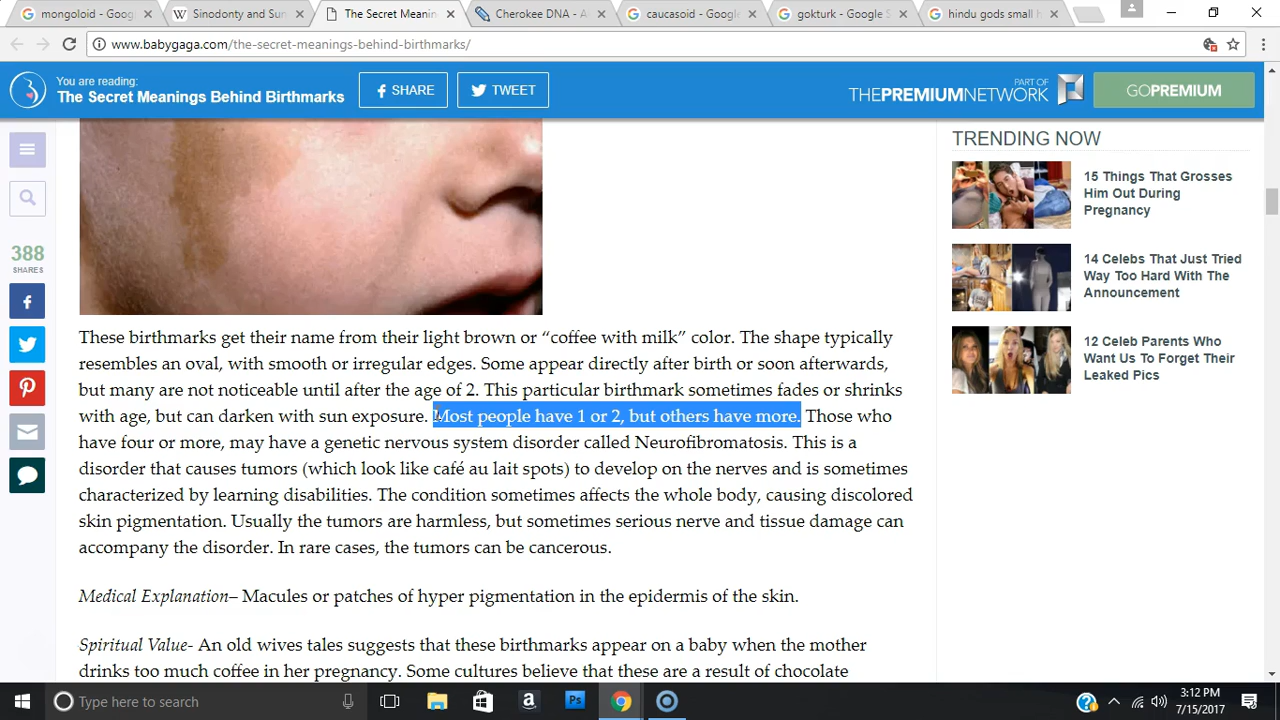 mongoloid - Goog
Sinodonty and Sun
The Secret Meanin
Cherokee DNA - A
caucasoid - Google
gokturk - Google S
hindu gods small h
www.babygaga.com/the-secret-meanings-behind-birthmarks/
You are reading:
The Secret Meanings Behind Birthmarks
SHARE
TWEET
PART OF
THEPREMIUMNETWORK
GOPREMIUM
388
SHARES
These birthmarks get their name from their light brown or “coffee with milk” color. The shape typically
resembles an oval, with smooth or irregular edges. Some appear directly after birth or soon afterwards,
but many are not noticeable until after the age of 2. This particular birthmark sometimes fades or shrinks
with age, but can darken with sun exposure. Most people have 1 or 2, but others have more. Those who
have four or more, may have a genetic nervous system disorder called Neurofibromatosis. This is a
disorder that causes tumors (which look like café au lait spots) to develop on the nerves and is sometimes
characterized by learning disabilities. The condition sometimes affects the whole body, causing discolored
skin pigmentation. Usually the tumors are harmless, but sometimes serious nerve and tissue damage can
accompany the disorder. In rare cases, the tumors can be cancerous.
Medical Explanation– Macules or patches of hyper pigmentation in the epidermis of the skin.
Spiritual Value- An old wives tales suggests that these birthmarks appear on a baby when the mother
drinks too much coffee in her pregnancy. Some cultures believe that these are a result of chocolate
TRENDING NOW
15 Things That Grosses
Him Out During
Pregnancy
14 Celebs That Just Tried
Way Too Hard With The
Announcement
12 Celeb Parents Who
Want Us To Forget Their
Leaked Pics
Type here to search
3:12 PM
7/15/2017